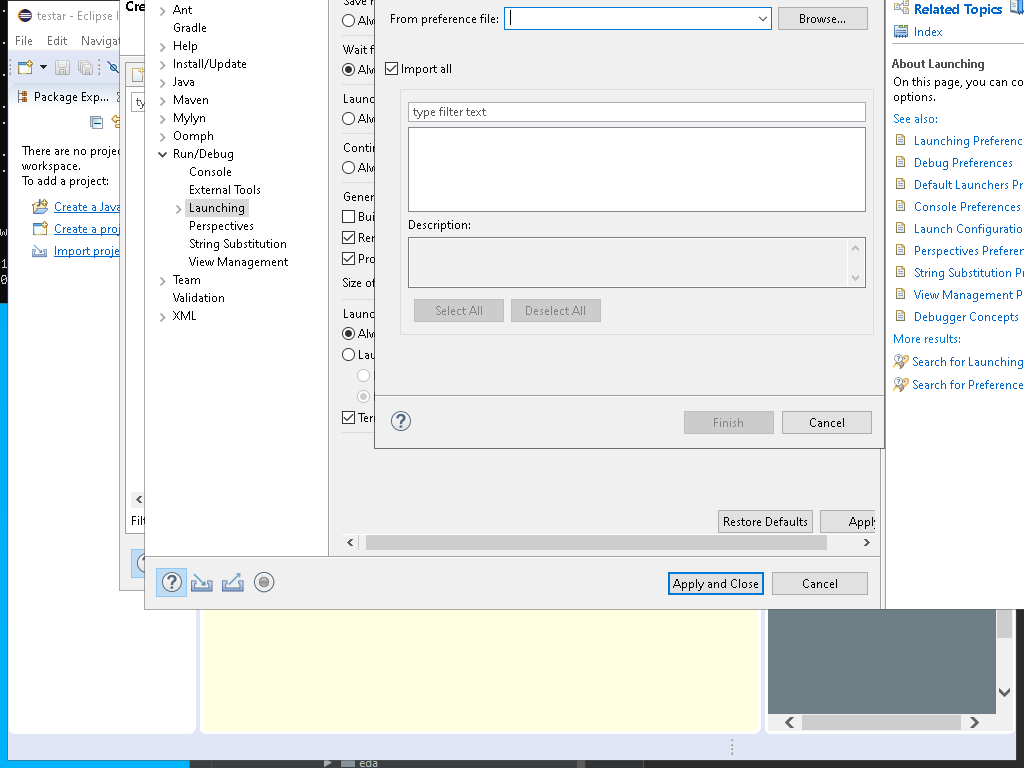 testar - Eclipse I
File
Edit
Navigat
Package Exp...
There are no proje
workspace.
To add a project:
Create a Java
Create a proj
Import proje
Cre
ty
Filt
Ant
Gradle
Help
Install/Update
Java
Maven
Mylyn
Oomph
Run/Debug
Console
External Tools
Launching
Perspectives
String Substitution
View Management
Team
Validation
XML
Alw
Wait f
Alw
Launc
Alw
Contin
Alw
Gener
Bui
Ren
Pro
Size of
Launc
Alw
Lau
Terr
From preference file:
Browse...
Import all
type filter text
Description:
Select All
Deselect All
Finish
Cancel
Restore Defaults
Apply
Apply and Close
Cancel
Related Topics
Index
About Launching
On this page, you can co
options.
See also:
Launching Preferenc
Debug Preferences
Default Launchers Pr
Console Preferences
Launch Configuratio
Perspectives Preferen
String Substitution Pr
View Management P
Debugger Concepts
More results:
Search for Launching
Search for Preference
eda